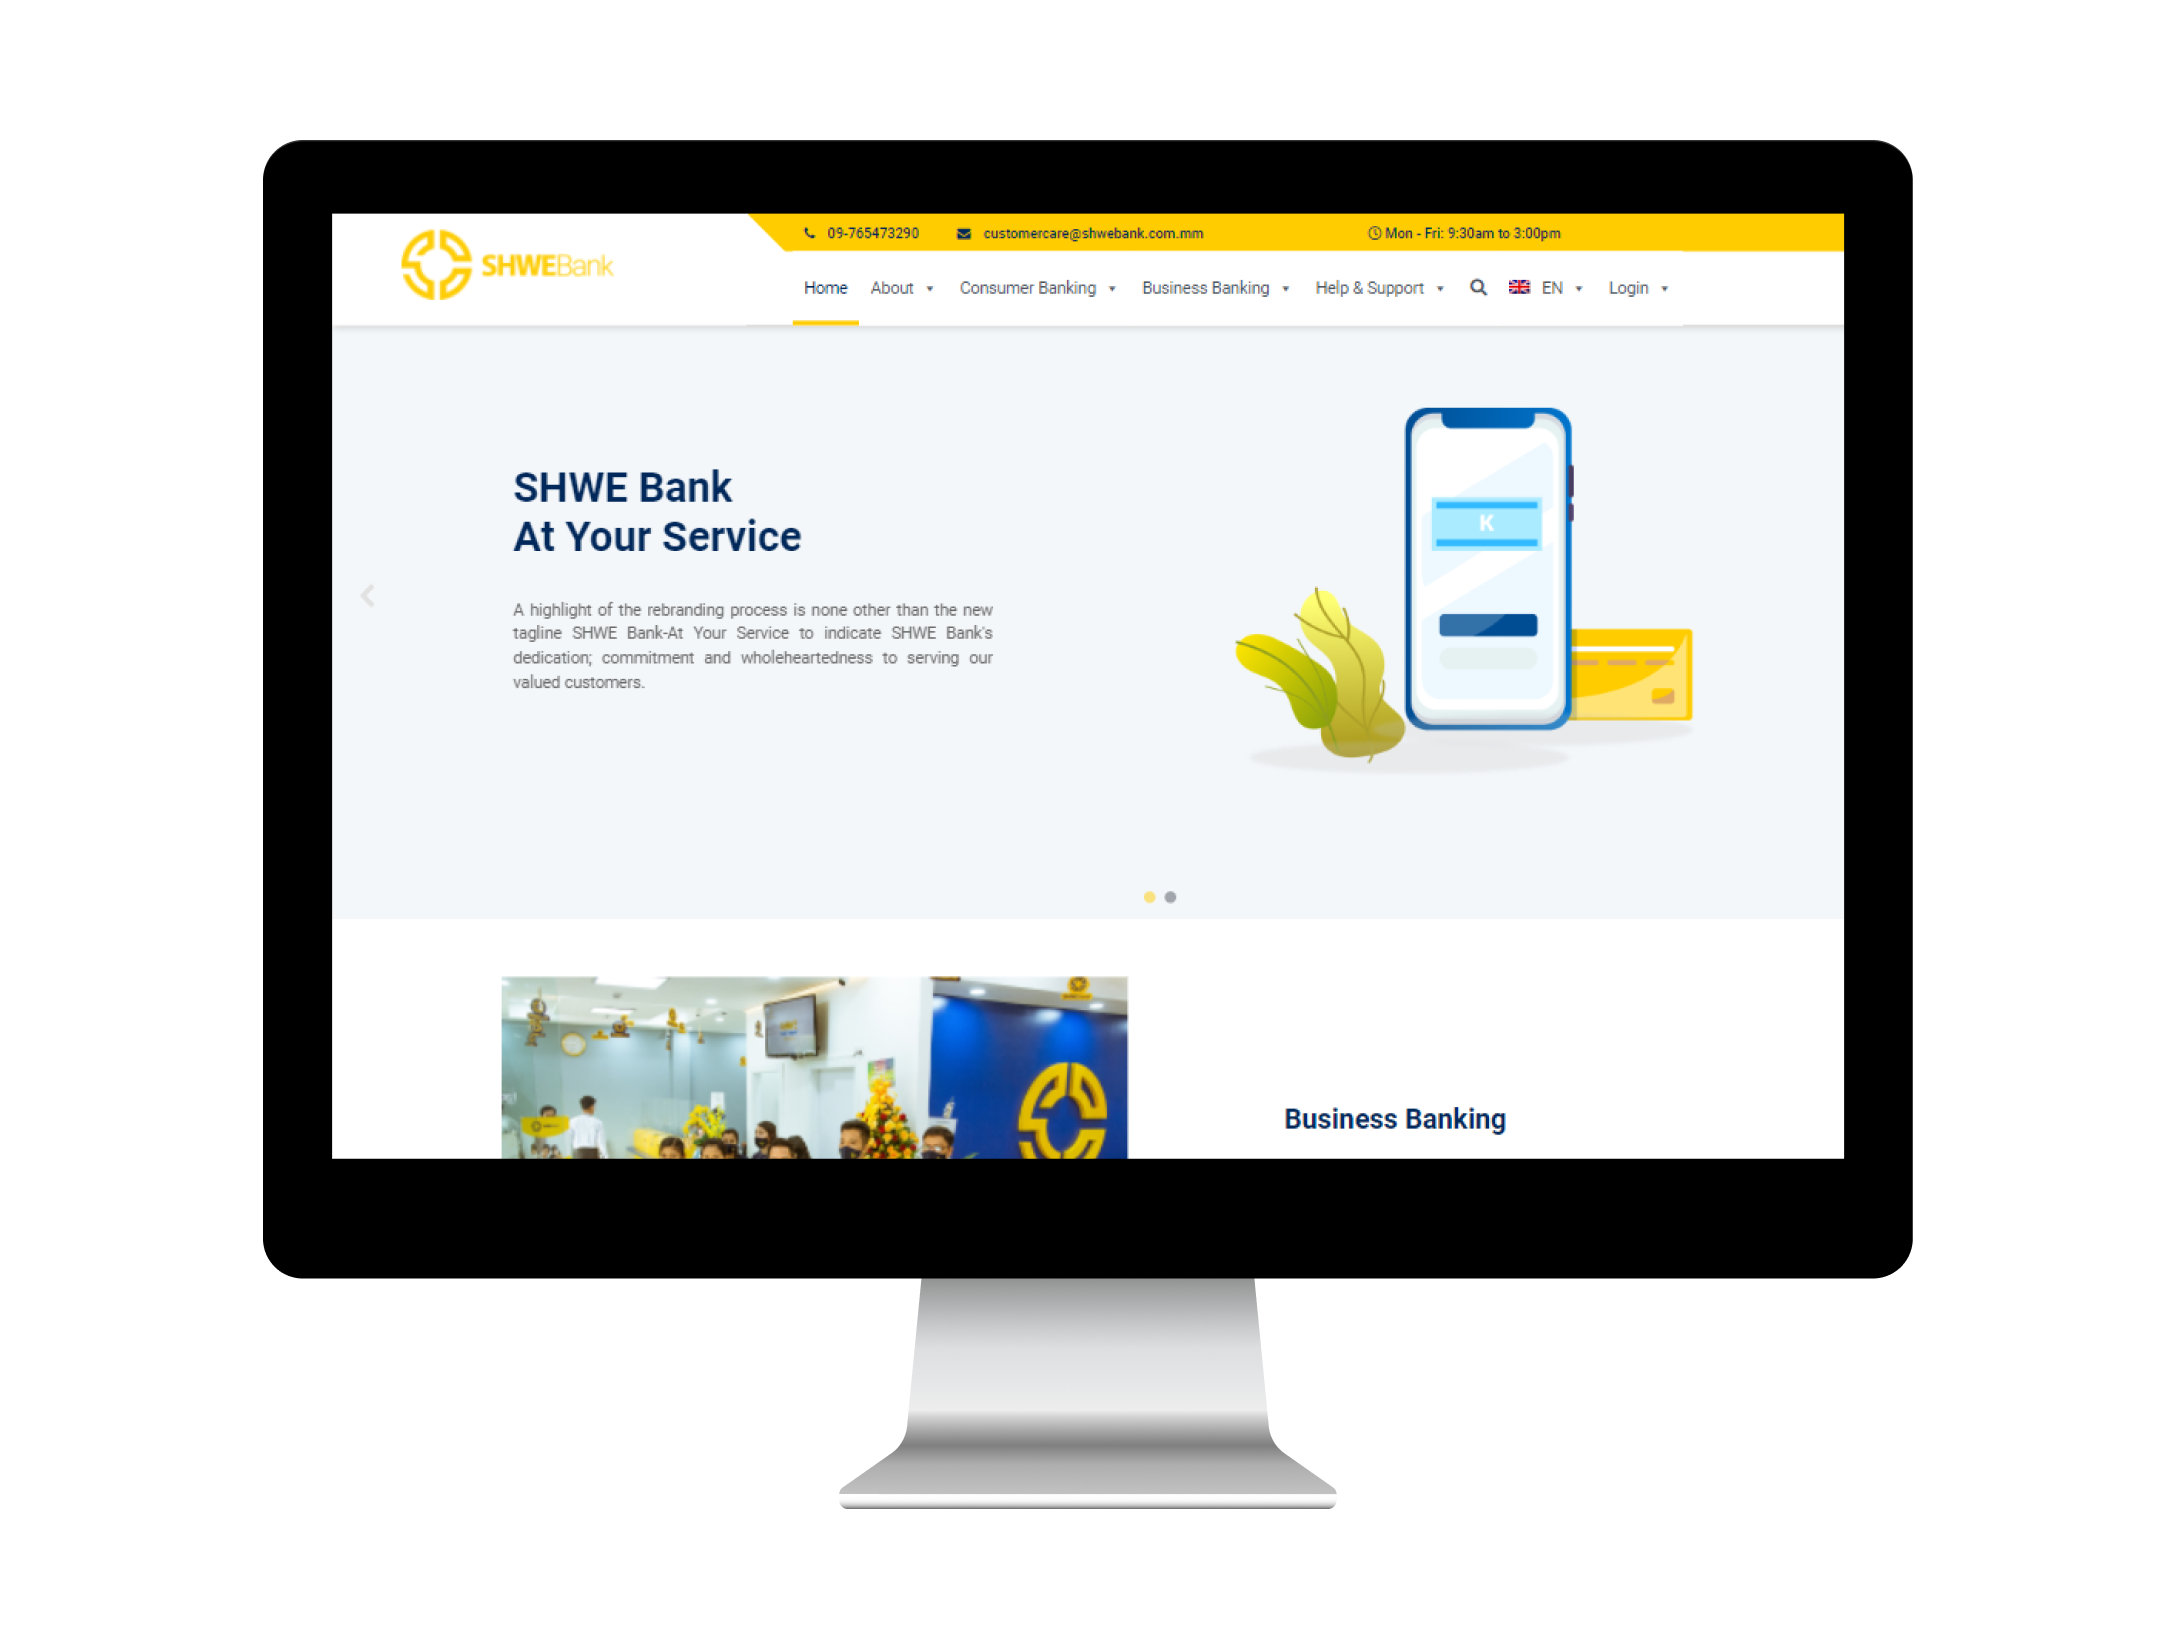 SHWEBank
09-765473290 customercare@shwebank.com.mm Mon - Fri: 9:30am to 3:00pm
Home About Consumer Banking Business Banking Help & Support EN Login
SHWE Bank
At Your Service
A highlight of the rebranding process is none other than the new
tagline SHWE Bank-At Your Service to indicate SHWE Bank's
dedication; commitment and wholeheartedness to serving our
valued customers.
K
Business Banking